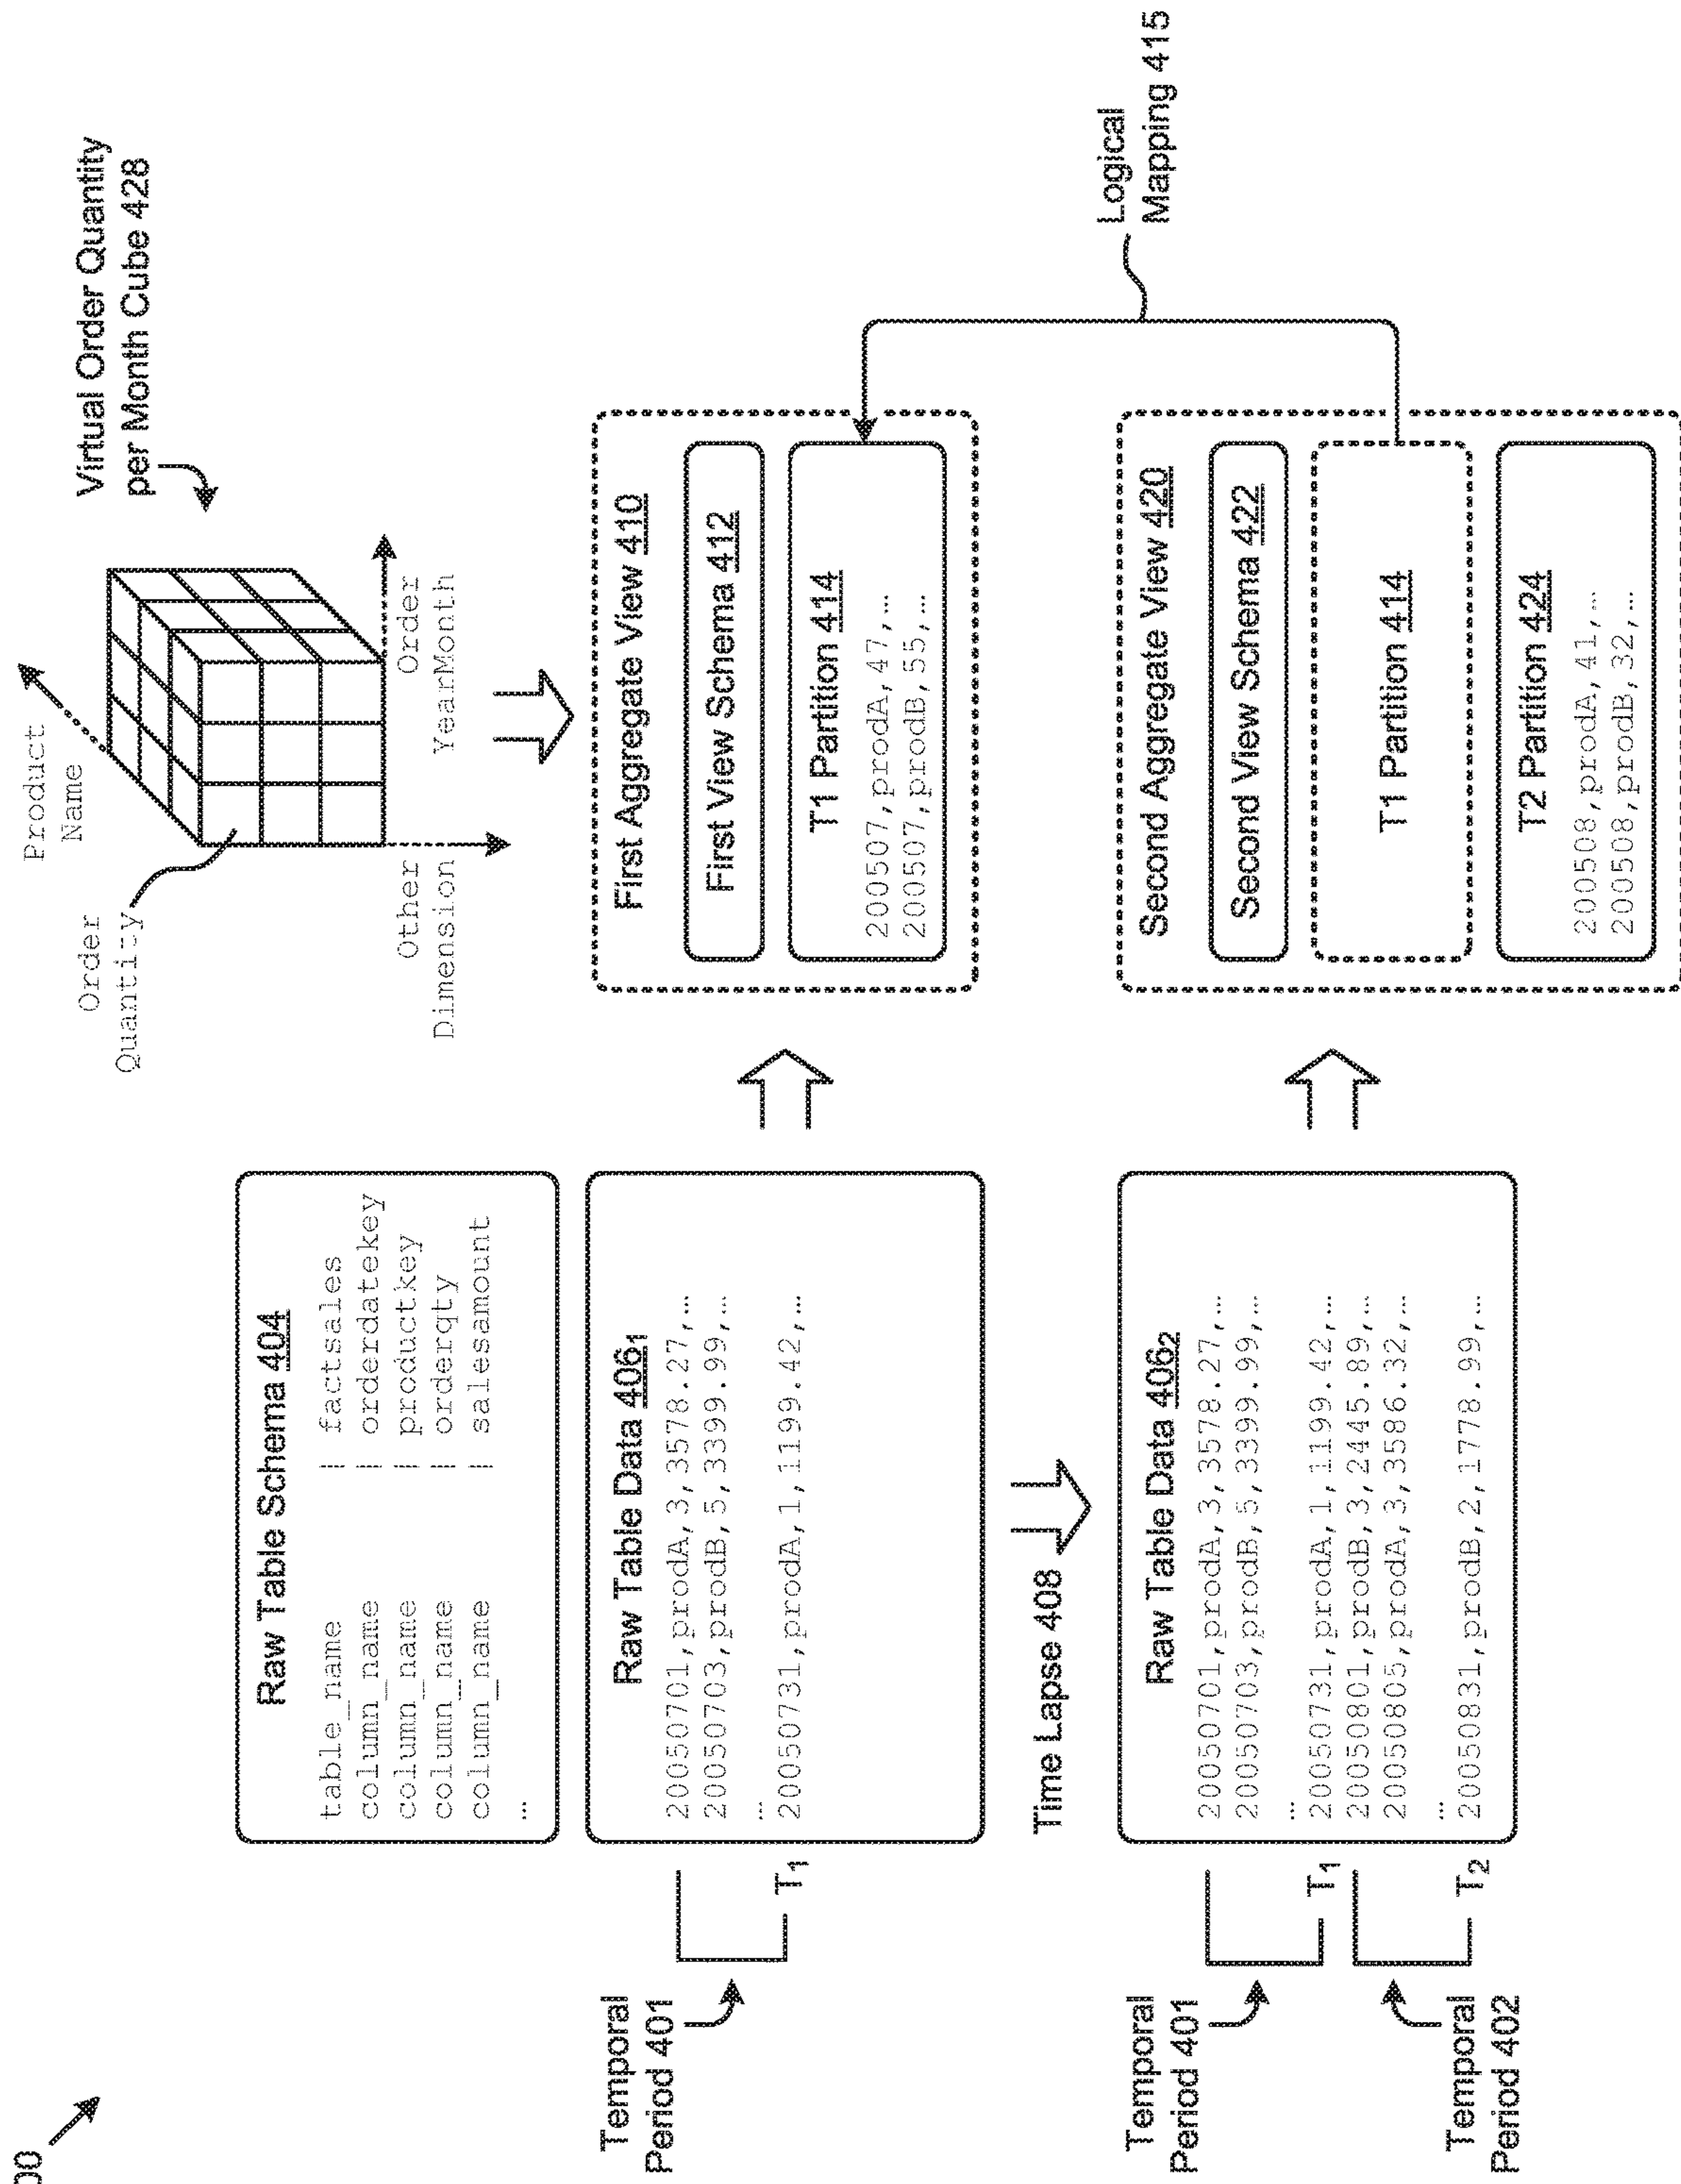 00
Product
Name
Order
Quantity
Virtual Order Quantity
per Month Cube 428
Other
Dimension
Order
YearMonth
Raw Table Schema 404
table_name | factsales
column_name | orderdatekey
column_name | productkey
column_name | orderqty
column_name | salesamount
...
Temporal
Period 401
T1
Raw Table Data 4061
20050701,prodA,3,3578.27,...
20050703,prodB,5,3399.99,...
...
20050731,prodA,1,1199.42,...
First Aggregate View 410
First View Schema 412
T1 Partition 414
200507,prodA,47,...
200507,prodB,55,...
Time Lapse 408
Logical
Mapping 415
Temporal
Period 401
T1
Temporal
Period 402
T2
Raw Table Data 4062
20050701,prodA,3,3578.27,...
20050703,prodB,5,3399.99,...
...
20050731,prodA,1,1199.42,...
20050801,prodB,3,2445.89,...
20050805,prodA,3,3586.32,...
...
20050831,prodB,2,1778.99,...
Second Aggregate View 420
Second View Schema 422
T1 Partition 414
T2 Partition 424
200508,prodA,41,...
200508,prodB,32,...